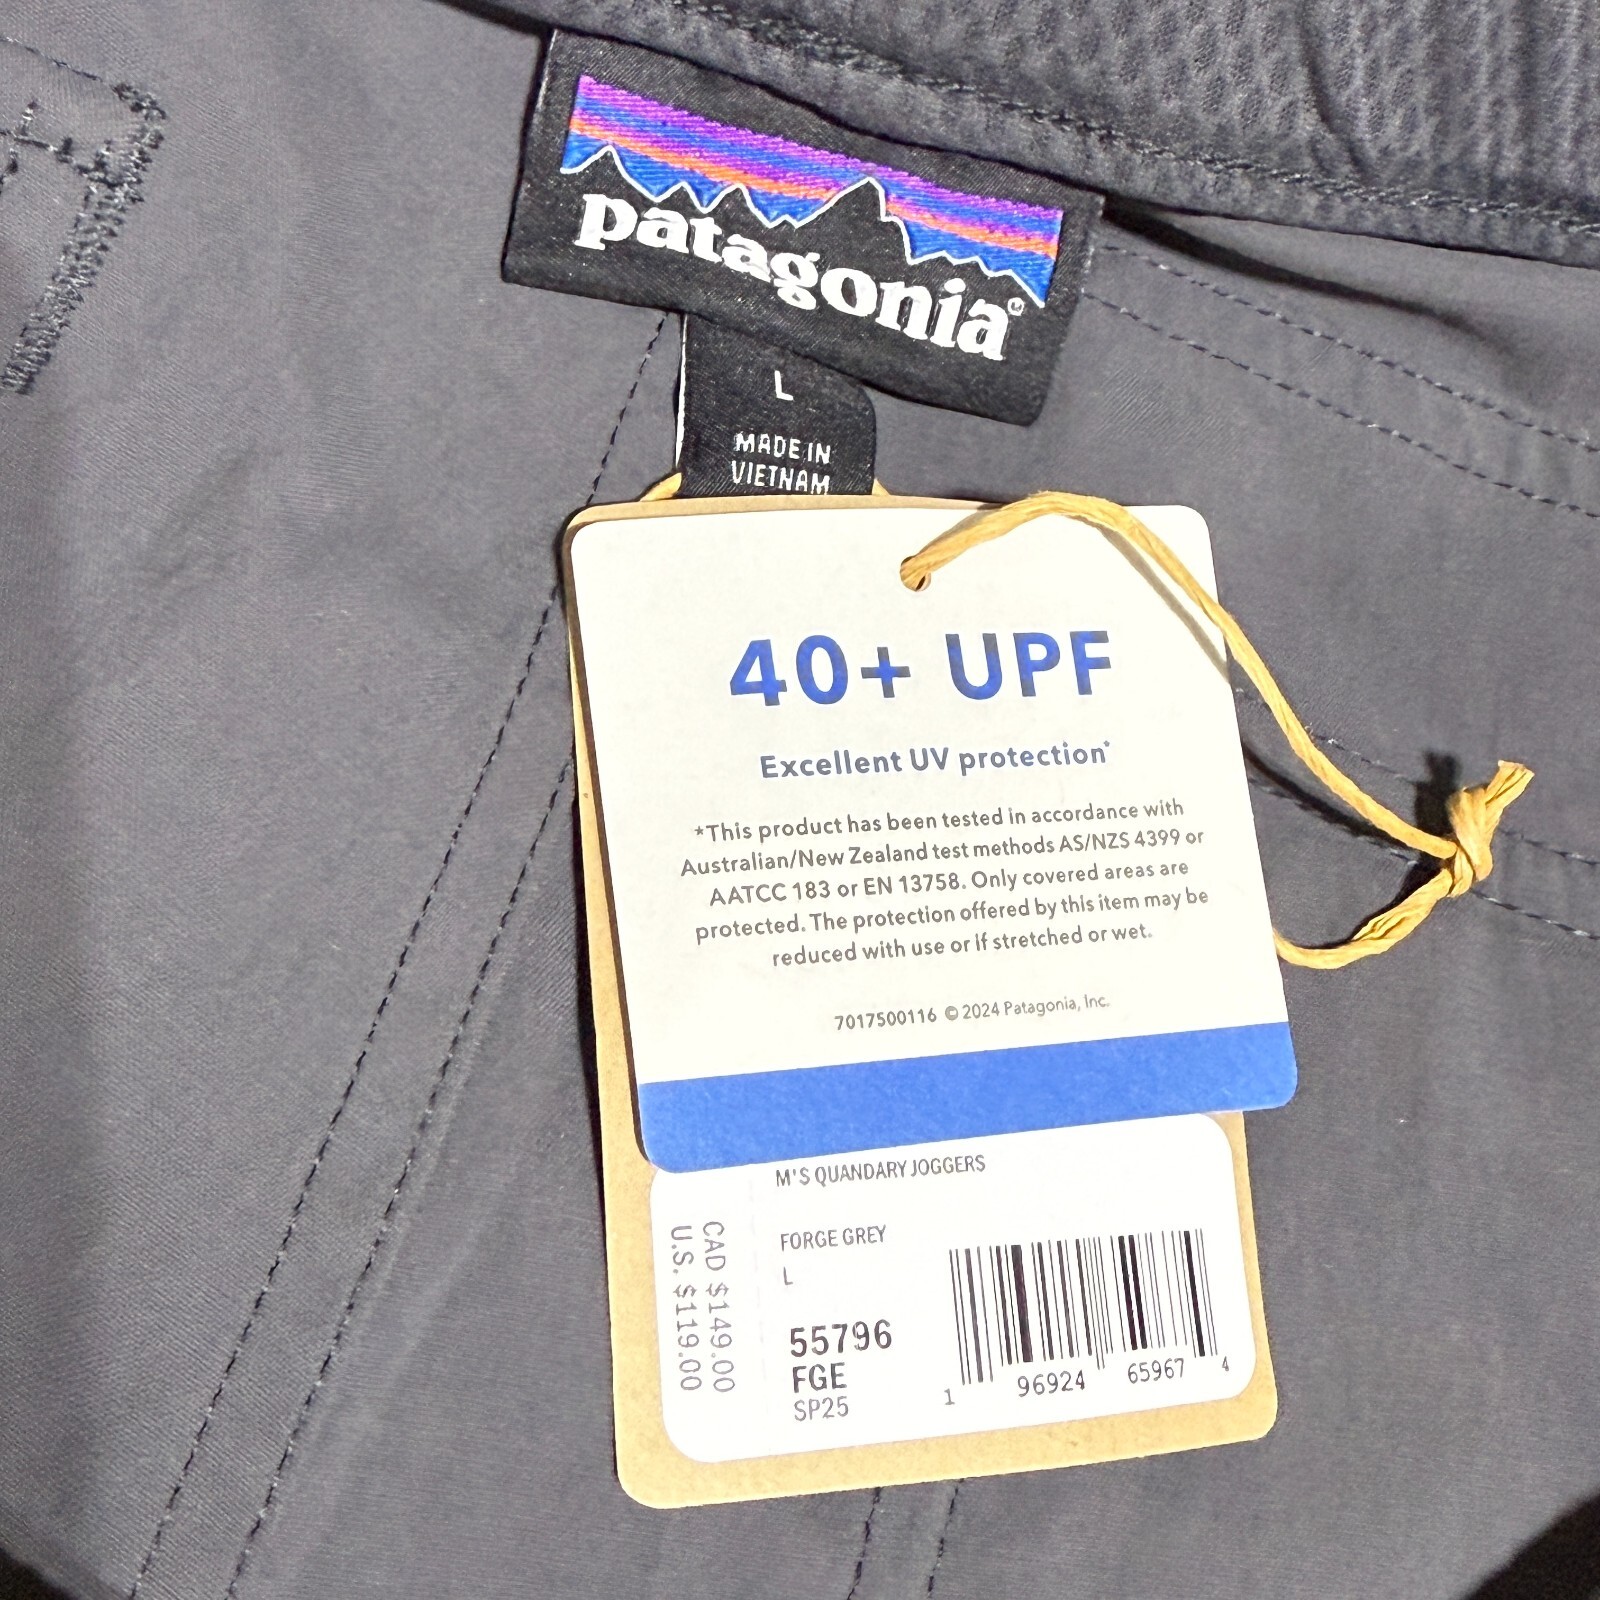 patagonia®
L
MADE IN
VIETNAM
40+ UPF
Excellent UV protection*
*This product has been tested in accordance with
Australian/New Zealand test methods AS/NZS 4399 or
AATCC 183 or EN 13758. Only covered areas are
protected. The protection offered by this item may be
reduced with use or if stretched or wet.
7017500116 © 2024 Patagonia, Inc.
M'S QUANDARY JOGGERS
FORGE GREY
L
55796
FGE
SP25
CAD $149.00
U.S. $119.00
1 96924 65967 4